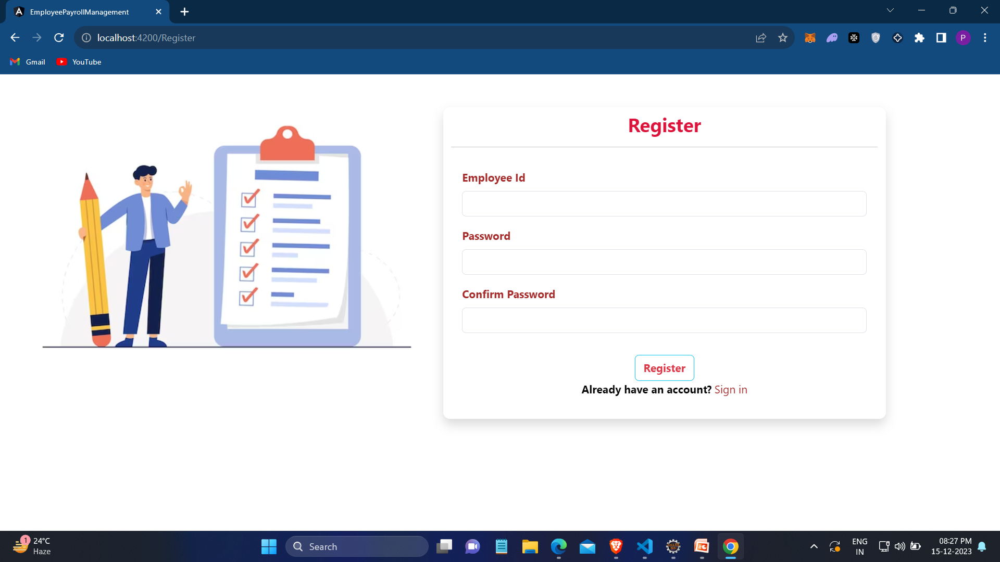 EmployeePayrollManagement
localhost:4200/Register
P
Gmail
YouTube
Register
Employee Id
Password
Confirm Password
Register
Already have an account? Sign in
1
24°C
Haze
Search
ENG
IN
08:27 PM
15-12-2023